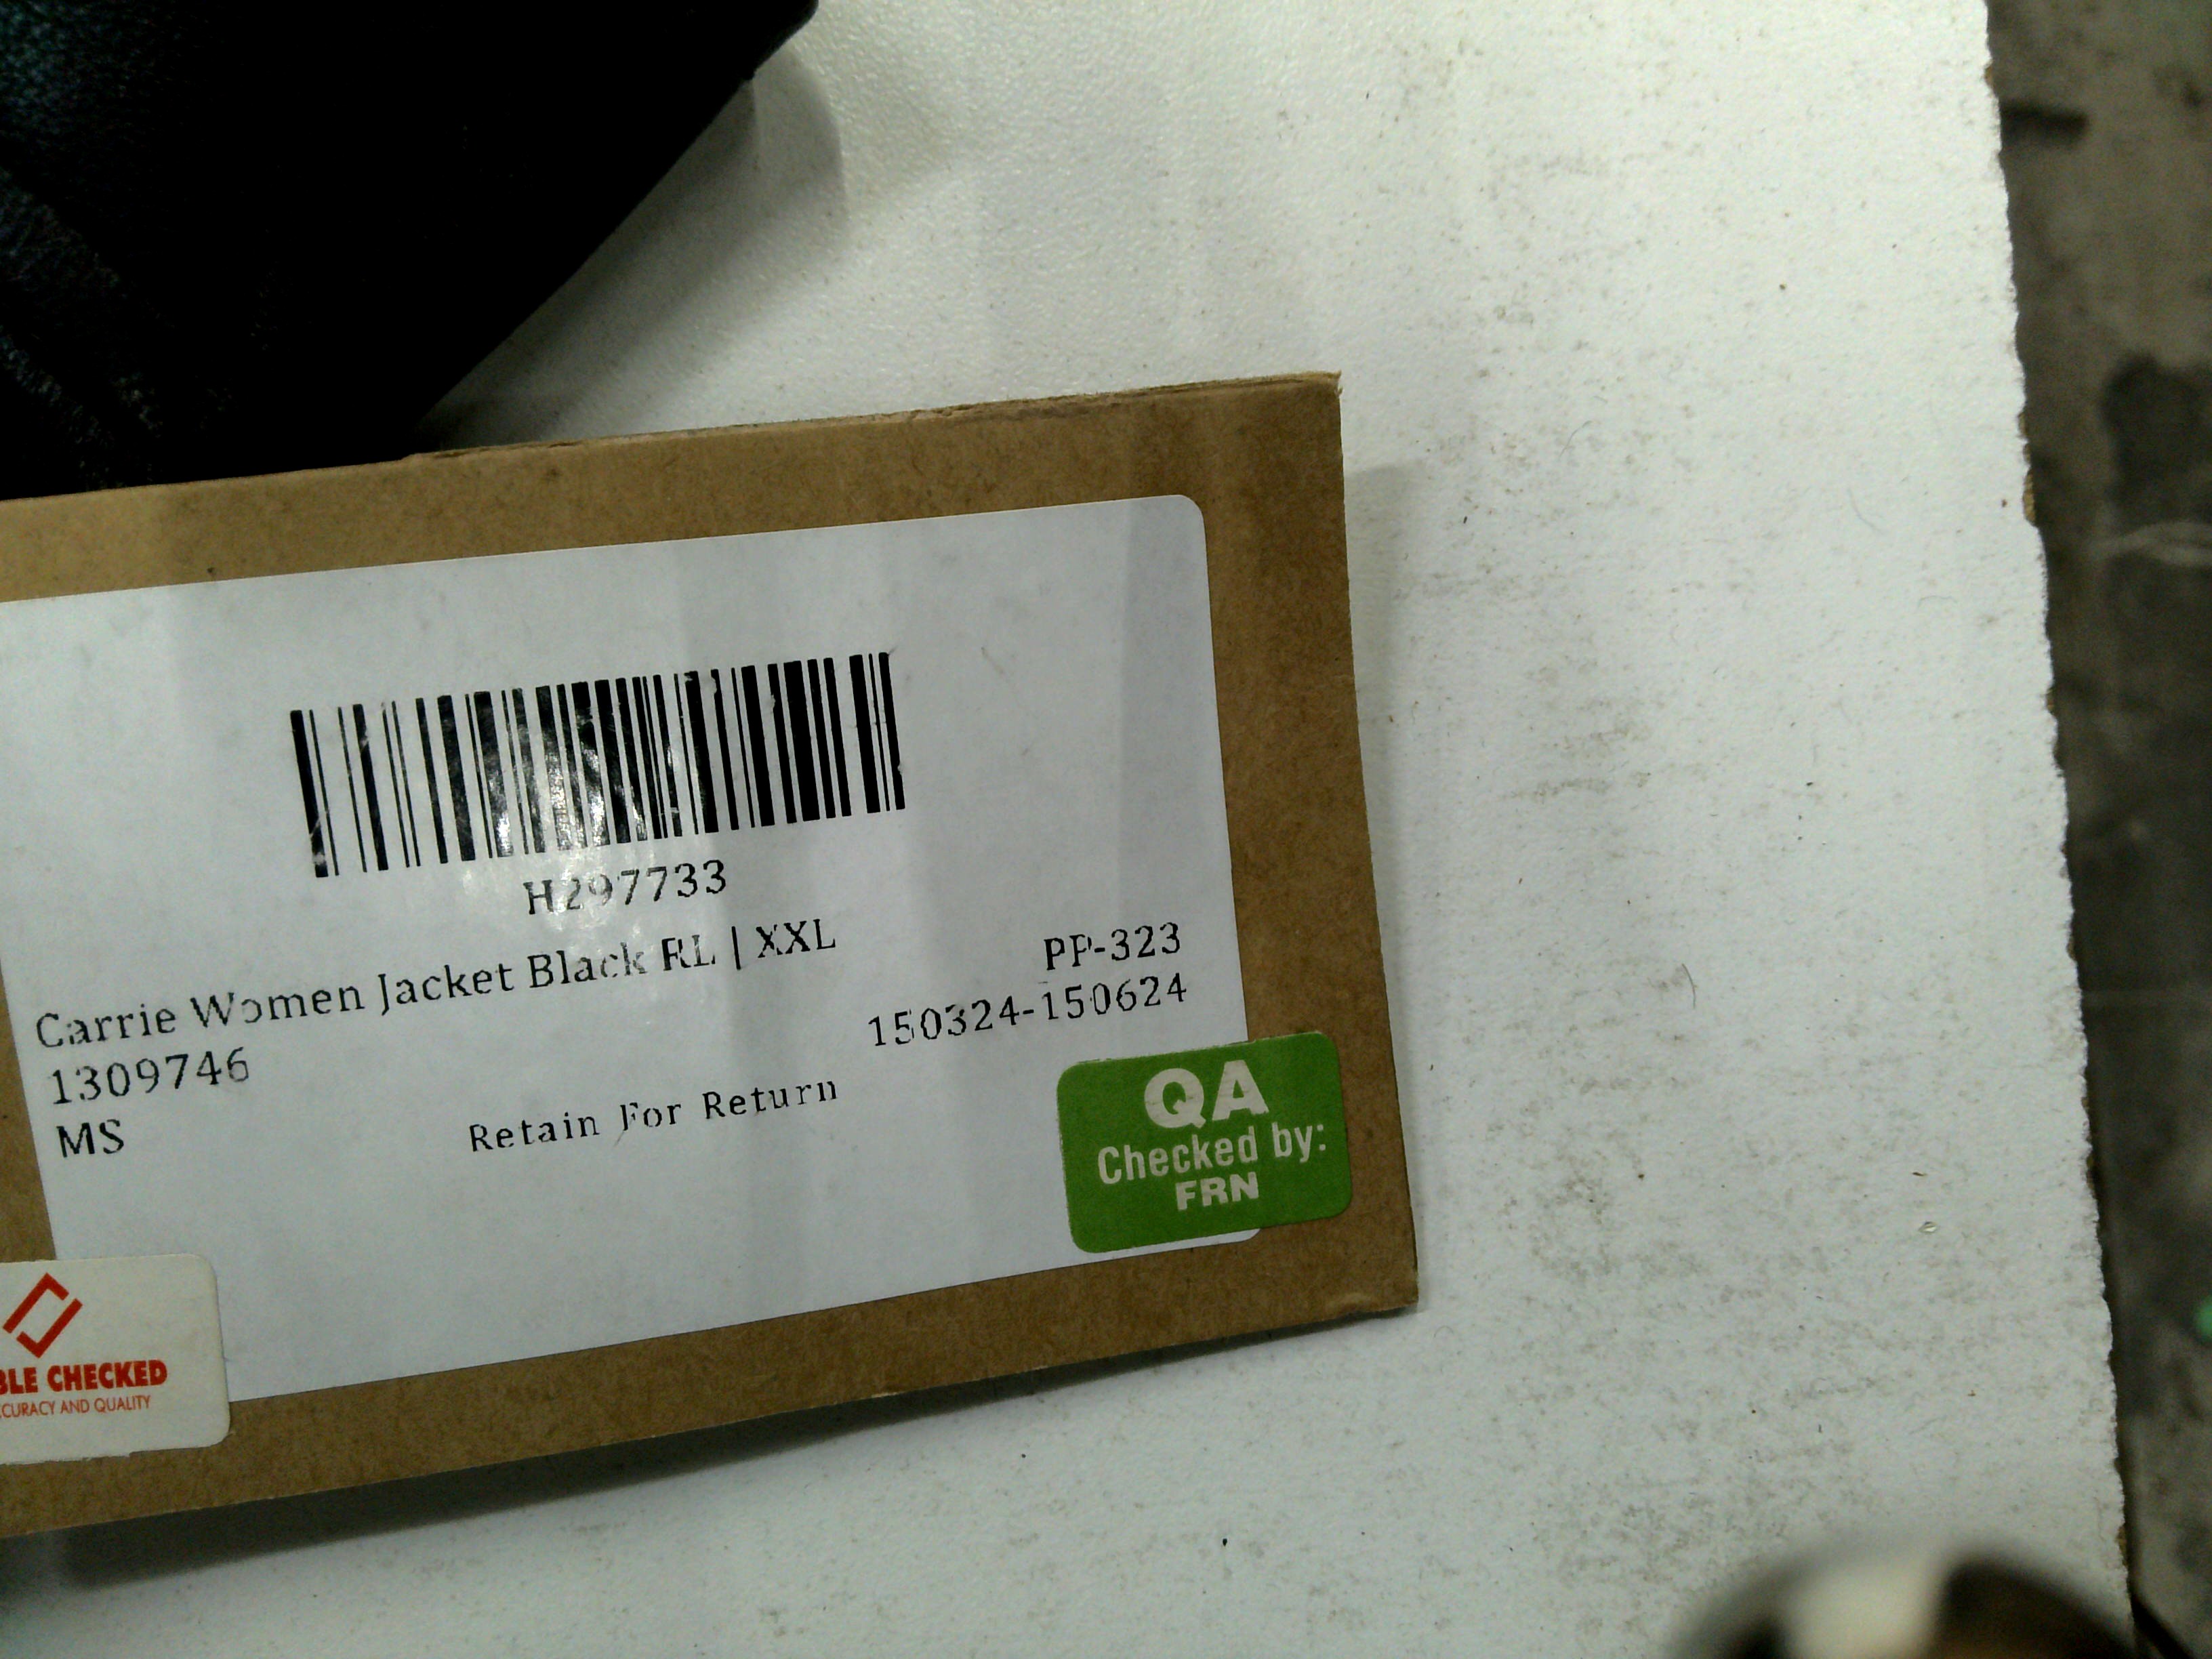 H297733
Carrie Women Jacket Black RL | XXL
PP-323
1309746
150324-150624
MS
Retain For Return
QA
Checked by:
FRN
BLE CHECKED
CURACY AND QUALITY